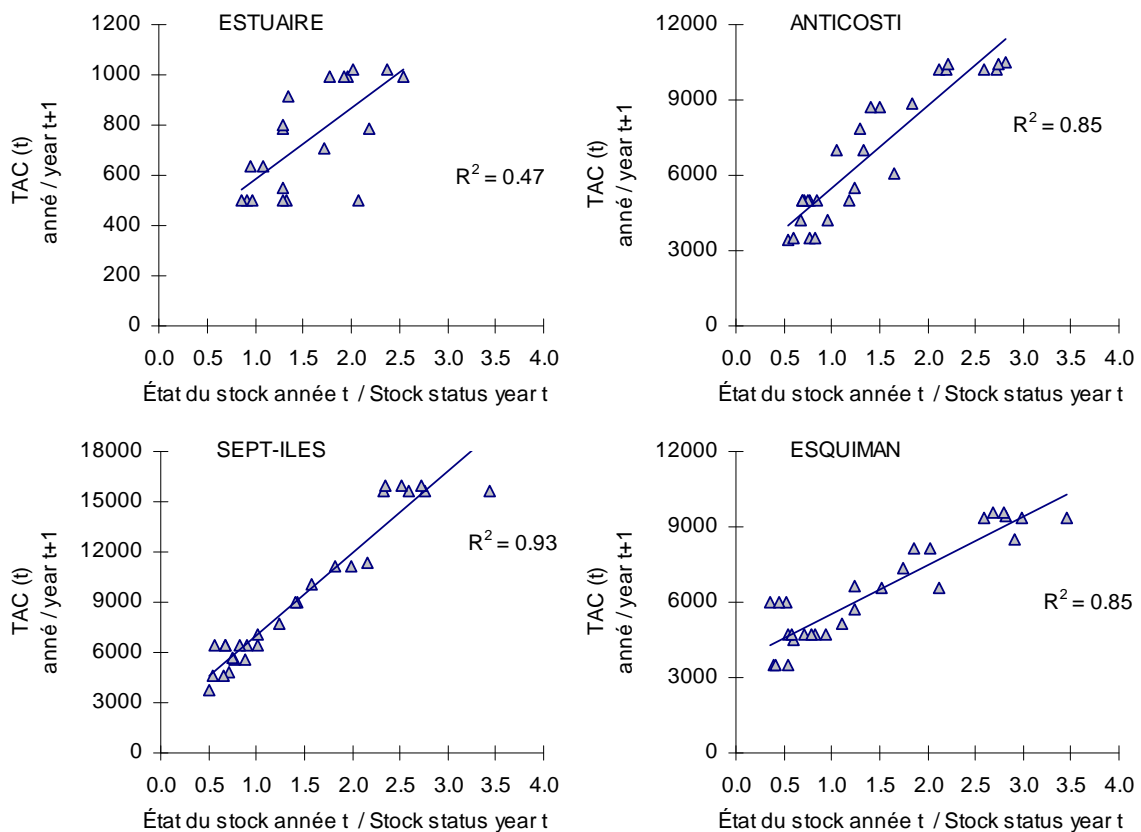 ESTUAIRE
1200
1000
800
600
400
200
0
TAC (t)
anné / year t+1
R² = 0.47
0.0 0.5 1.0 1.5 2.0 2.5 3.0 3.5 4.0
État du stock année t / Stock status year t
ANTICOSTI
12000
9000
6000
3000
0
TAC (t)
anné / year t+1
R² = 0.85
0.0 0.5 1.0 1.5 2.0 2.5 3.0 3.5 4.0
État du stock année t / Stock status year t
SEPT-ILES
18000
15000
12000
9000
6000
3000
0
TAC (t)
anné / year t+1
R² = 0.93
0.0 0.5 1.0 1.5 2.0 2.5 3.0 3.5 4.0
État du stock année t / Stock status year t
ESQUIMAN
12000
9000
6000
3000
0
TAC (t)
anné / year t+1
R² = 0.85
0.0 0.5 1.0 1.5 2.0 2.5 3.0 3.5 4.0
État du stock année t / Stock status year t